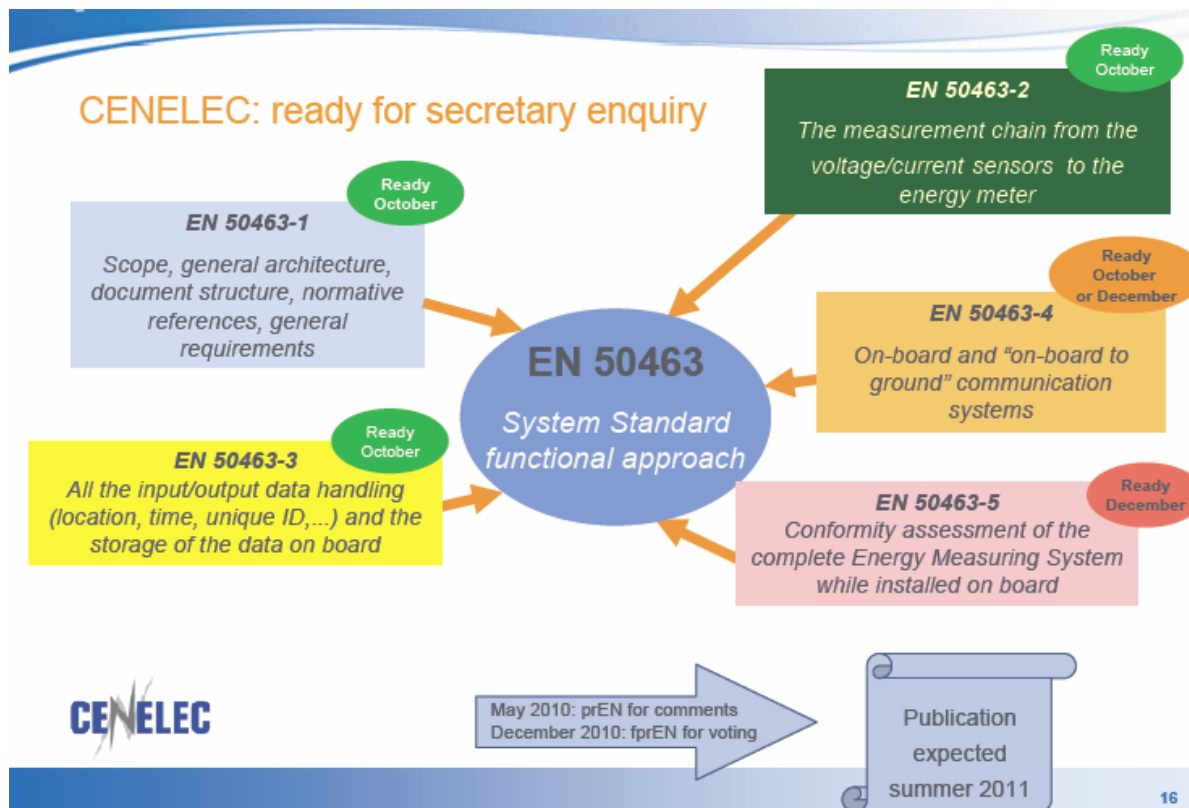 CENELEC: ready for secretary enquiry
Ready
October
EN 50463-2
The measurement chain from the
voltage/current sensors to the
energy meter
Ready
October
EN 50463-1
Scope, general architecture,
document structure, normative
references, general
requirements
Ready
October
or December
EN 50463-4
On-board and “on-board to
ground” communication
systems
EN 50463
System Standard
functional approach
Ready
October
EN 50463-3
All the input/output data handling
(location, time, unique ID,...) and the
storage of the data on board
Ready
December
EN 50463-5
Conformity assessment of the
complete Energy Measuring System
while installed on board
CENELEC
May 2010: prEN for comments
December 2010: fprEN for voting
Publication
expected
summer 2011
16